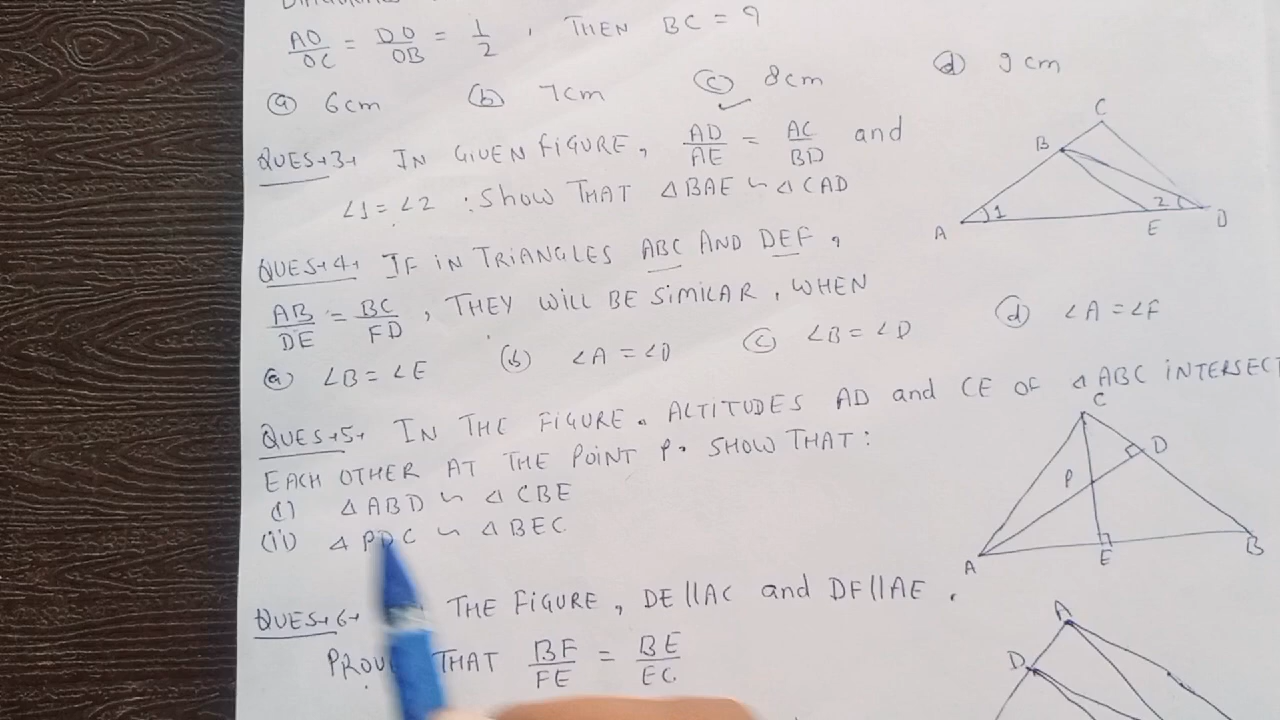 AO/OC = DO/OB = 1/2 , THEN BC = ?
(a) 6cm (b) 7cm (c) 8cm (d) 9cm
QUES+3+ IN GIVEN FIGURE, AD/AE = AC/BD and
∠1 = ∠2 : Show THAT △BAE ∽ △CAD
C
B
1
2
A
E
D
QUES+4+ IF IN TRIANGLES ABC AND DEF,
AB/DE = BC/FD , THEY WILL BE SIMILAR, WHEN
(a) ∠B = ∠E (b) ∠A = ∠D (c) ∠B = ∠D (d) ∠A = ∠F
QUES+5+ IN THE FIGURE. ALTITUDES AD and CE OF △ABC INTERSECT
EACH OTHER AT THE POINT P. SHOW THAT :
(i) △ABD ∽ △CBE
(ii) △PDC ∽ △BEC
C
D
P
A
E
B
QUES+6+ THE FIGURE, DE||AC and DF||AE.
THAT BF/FE = BE/EC
A
D